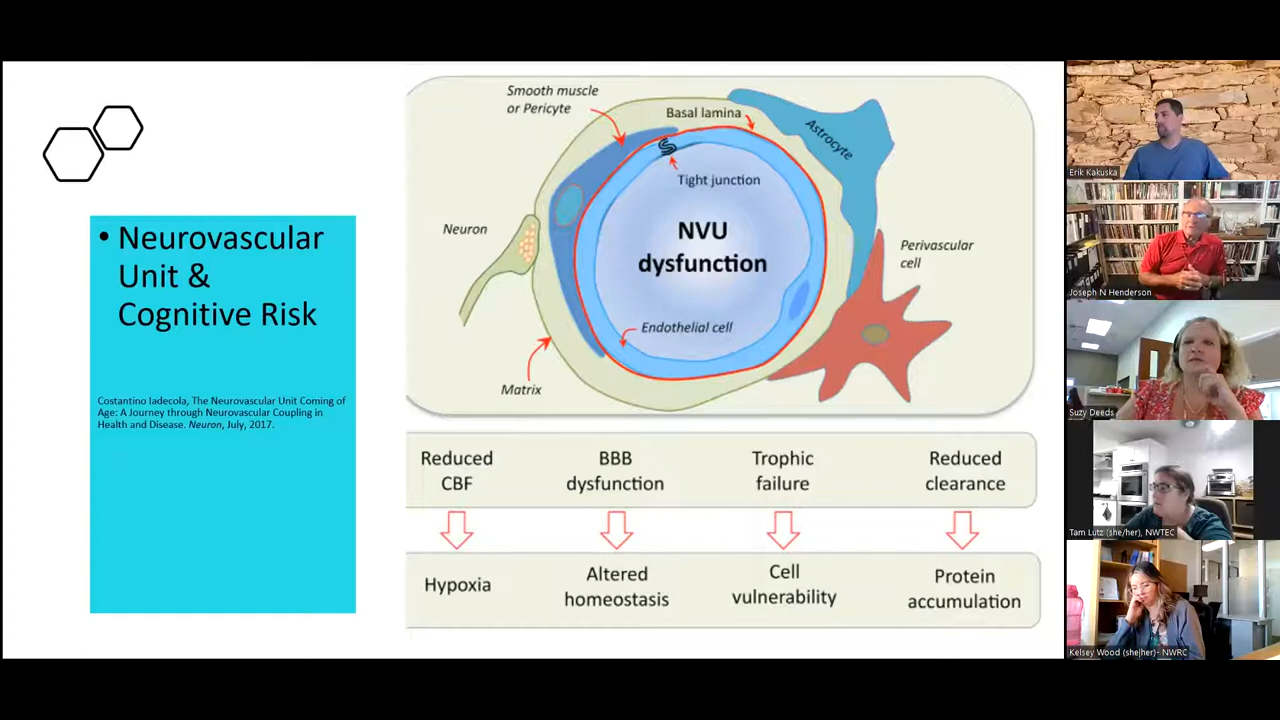 • Neurovascular
Unit &
Cognitive Risk
Costantino Iadecola, The Neurovascular Unit Coming of
Age: A Journey through Neurovascular Coupling in
Health and Disease. Neuron, July, 2017.
Smooth muscle
or Pericyte
Basal lamina
Astrocyte
Tight junction
Neuron
NVU
dysfunction
Perivascular
cell
Endothelial cell
Matrix
Reduced
CBF
BBB
dysfunction
Trophic
failure
Reduced
clearance
Hypoxia
Altered
homeostasis
Cell
vulnerability
Protein
accumulation
Erik Kakuska
Joseph N Henderson
Suzy Deeds
Tam Lutz (she/her), NWTEC
Kelsey Wood (she|her)- NWRC